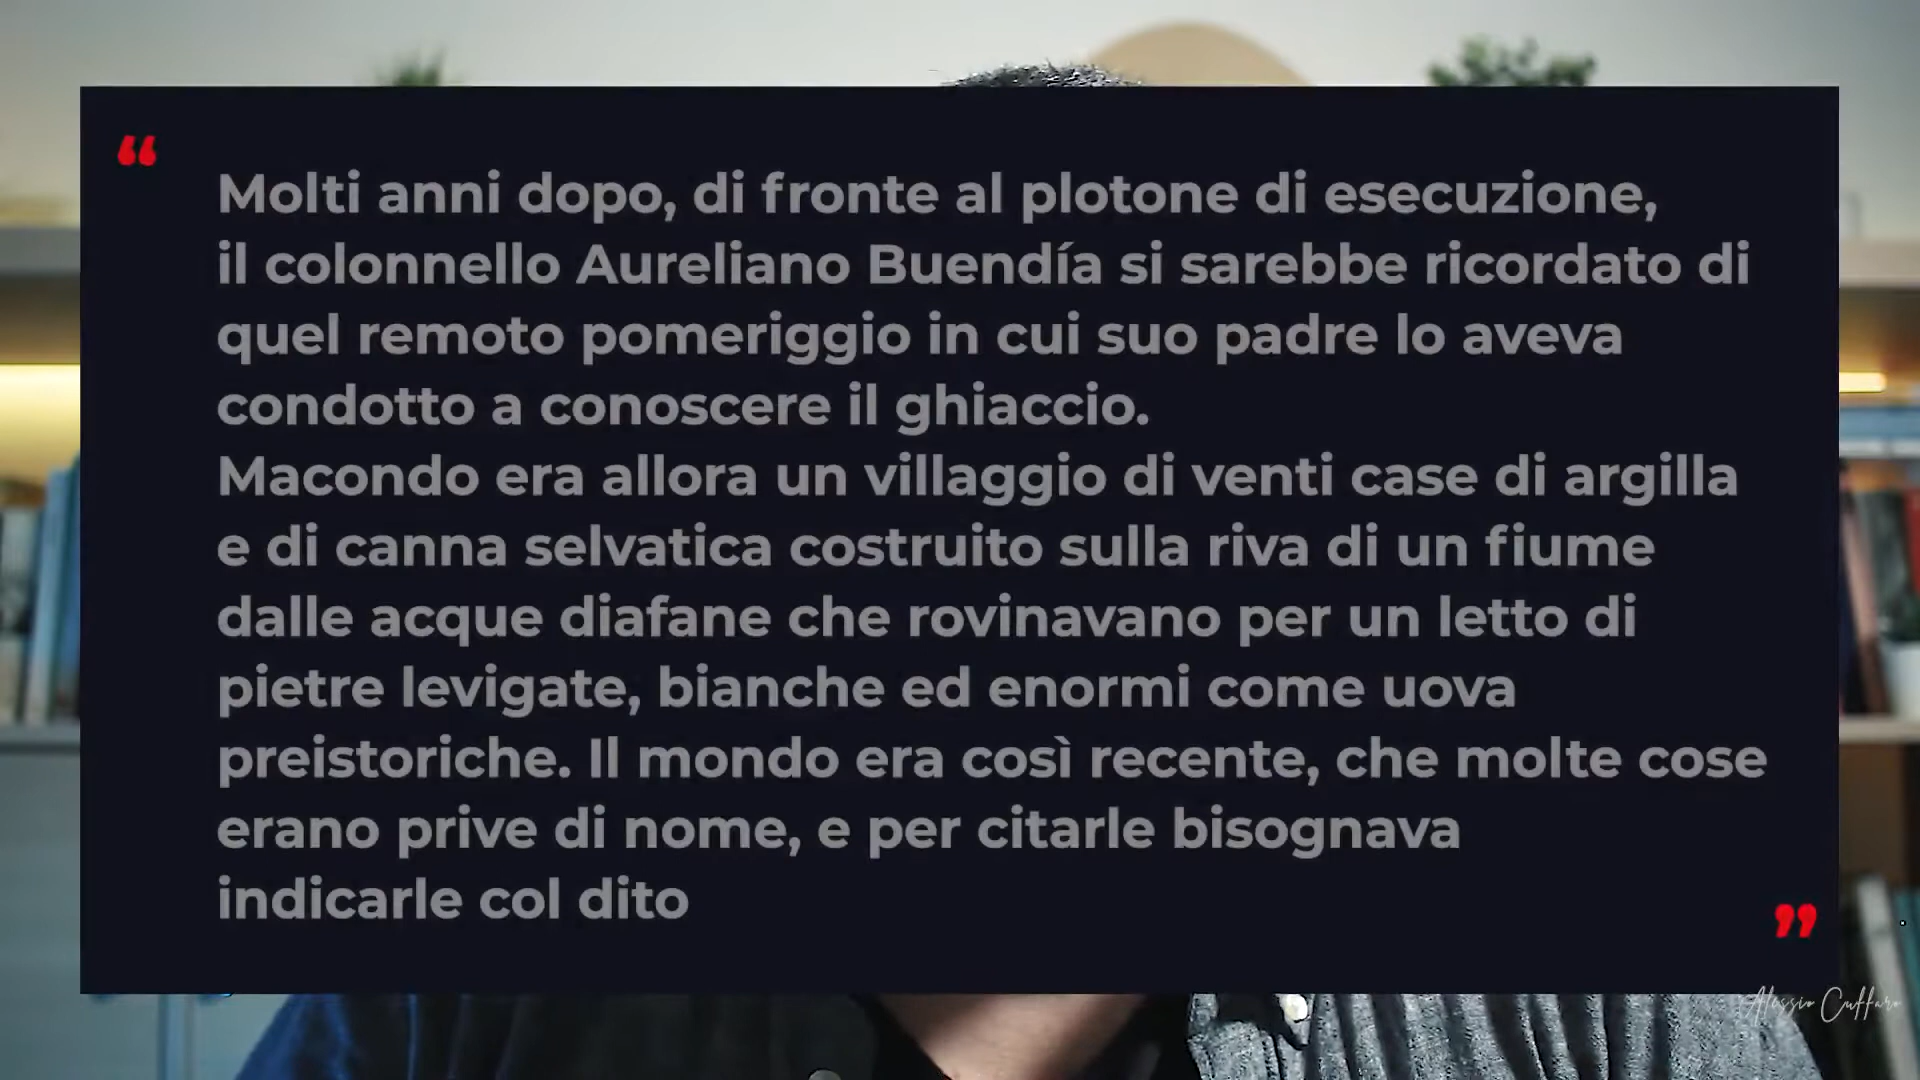 “
Molti anni dopo, di fronte al plotone di esecuzione,
il colonnello Aureliano Buendía si sarebbe ricordato di
quel remoto pomeriggio in cui suo padre lo aveva
condotto a conoscere il ghiaccio.
Macondo era allora un villaggio di venti case di argilla
e di canna selvatica costruito sulla riva di un fiume
dalle acque diafane che rovinavano per un letto di
pietre levigate, bianche ed enormi come uova
preistoriche. Il mondo era così recente, che molte cose
erano prive di nome, e per citarle bisognava
indicarle col dito
”
Alessio Cuffaro